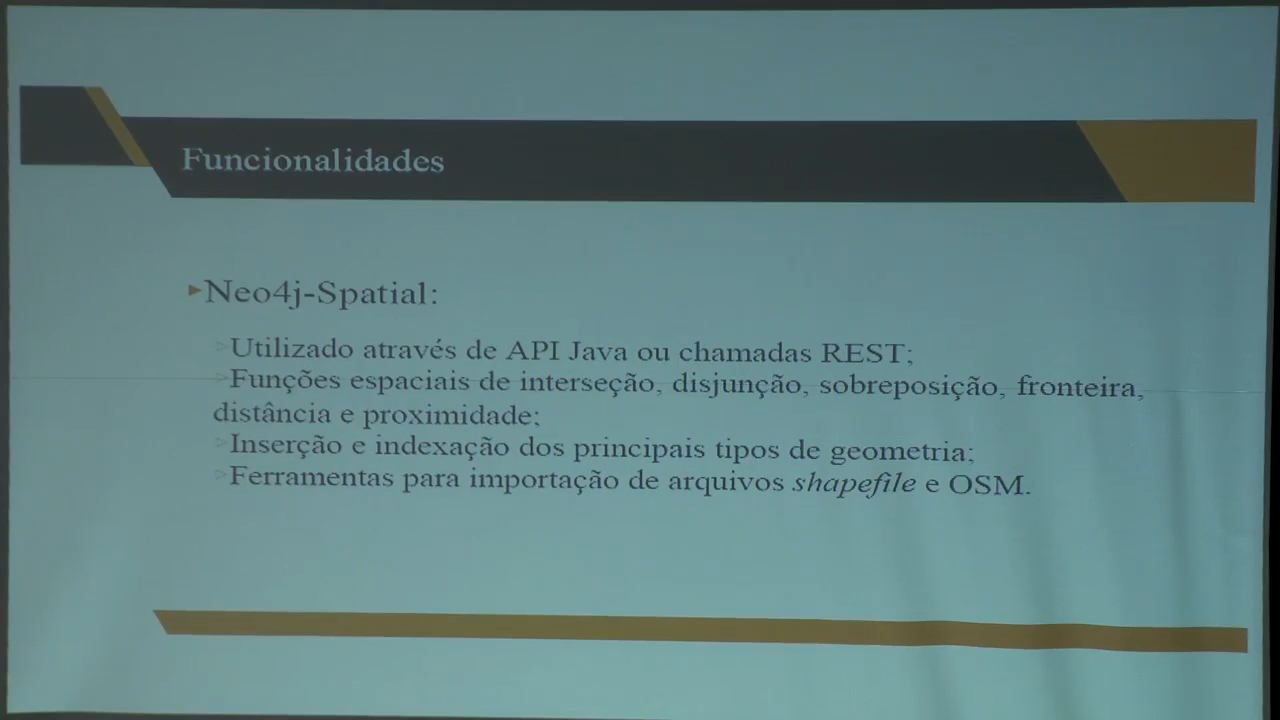 Funcionalidades
Neo4j-Spatial:
Utilizado através de API Java ou chamadas REST;
Funções espaciais de interseção, disjunção, sobreposição, fronteira,
distância e proximidade;
Inserção e indexação dos principais tipos de geometria;
Ferramentas para importação de arquivos shapefile e OSM.